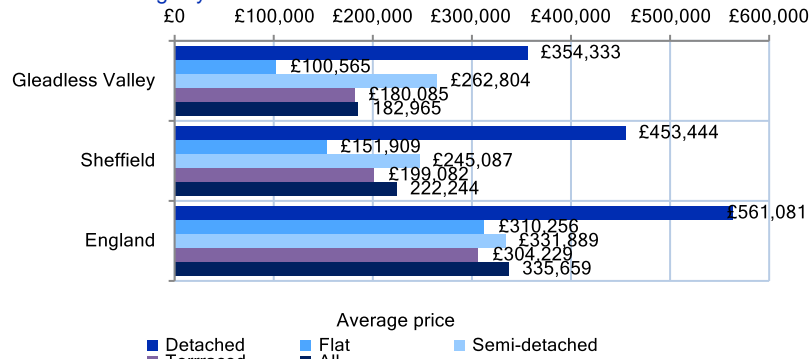 £0 £100,000 £200,000 £300,000 £400,000 £500,000 £600,000
£354,333
£100,565
Gleadless Valley £262,804
£180,085
182,965
£453,444
£151,909
Sheffield £245,087
£199,082
222,244
£561,081
£310,256
England £331,889
£304,229
335,659
Average price
Detached Flat Semi-detached
All